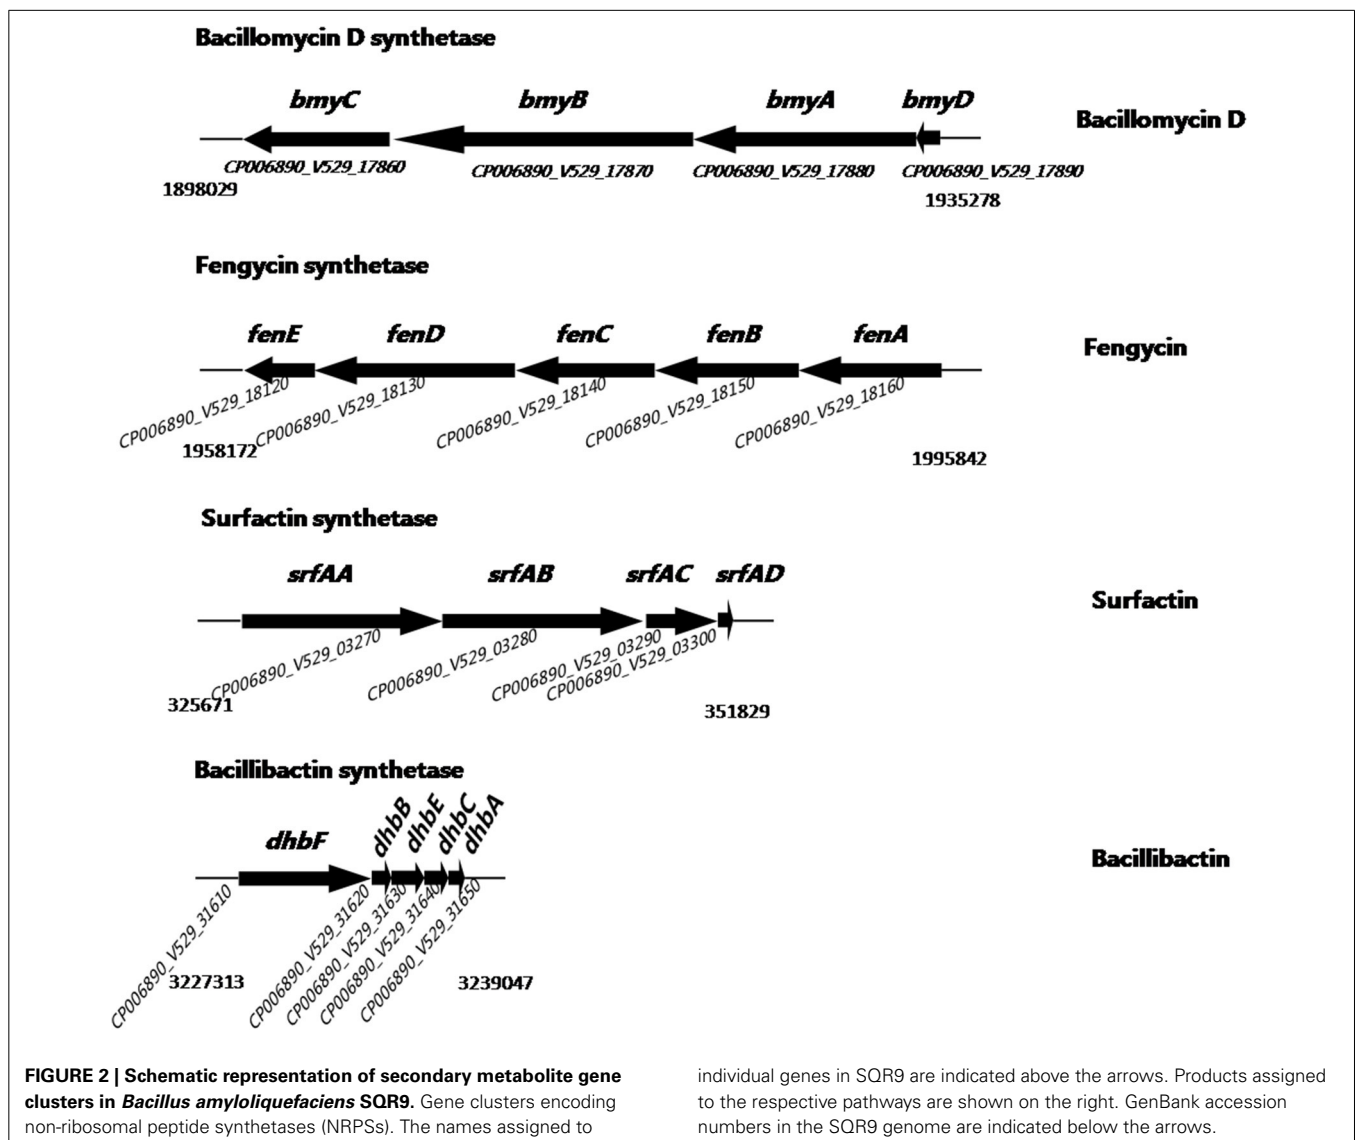 Bacillomycin D synthetase
bmyC bmyB bmyA bmyD
Bacillomycin D
CP006890_V529_17860 CP006890_V529_17870 CP006890_V529_17880 CP006890_V529_17890
1898029 1935278
Fengycin synthetase
fenE fenD fenC fenB fenA
Fengycin
CP006890_V529_18120 CP006890_V529_18130 CP006890_V529_18140 CP006890_V529_18150 CP006890_V529_18160
1958172 1995842
Surfactin synthetase
srfAA srfAB srfAC srfAD
Surfactin
CP006890_V529_03270 CP006890_V529_03280 CP006890_V529_03290 CP006890_V529_03300
325671 351829
Bacillibactin synthetase
dhbF dhbB dhbE dhbC dhbA
Bacillibactin
CP006890_V529_31610 CP006890_V529_31620 CP006890_V529_31630 CP006890_V529_31640 CP006890_V529_31650
3227313 3239047
FIGURE 2 | Schematic representation of secondary metabolite gene
clusters in Bacillus amyloliquefaciens SQR9. Gene clusters encoding
non-ribosomal peptide synthetases (NRPSs). The names assigned to
individual genes in SQR9 are indicated above the arrows. Products assigned
to the respective pathways are shown on the right. GenBank accession
numbers in the SQR9 genome are indicated below the arrows.